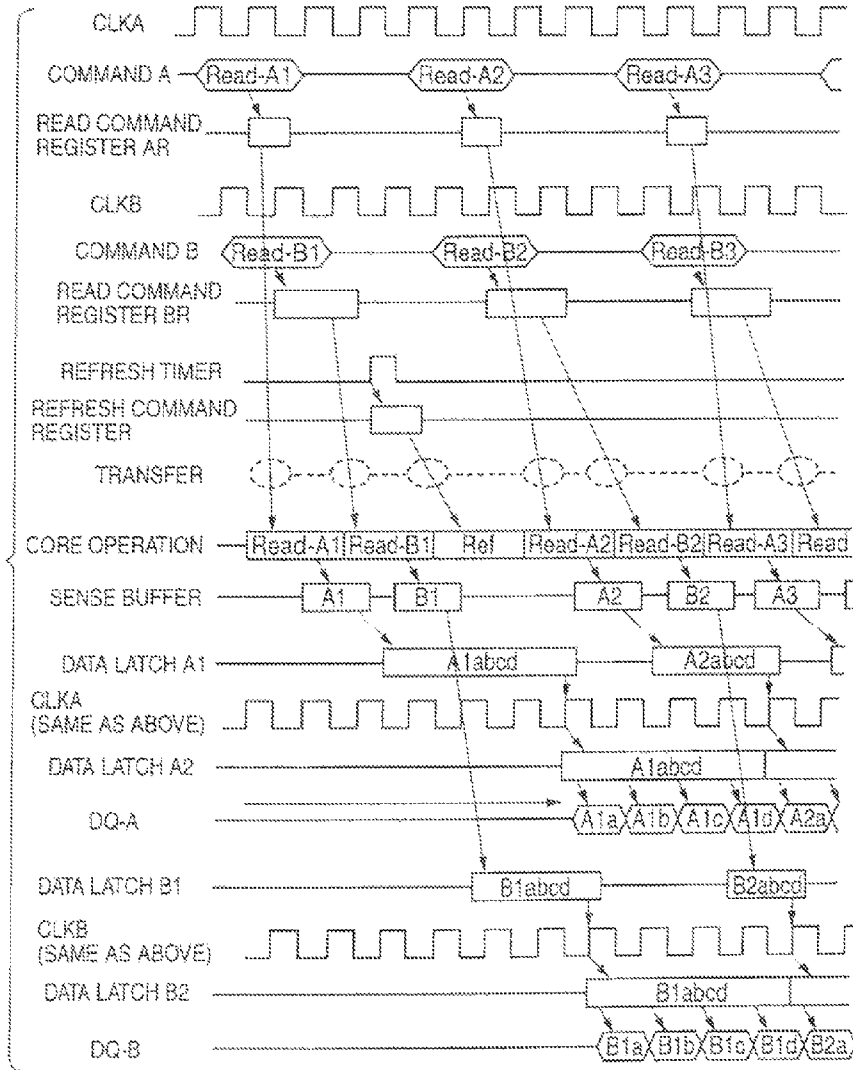 CLKA
COMMAND A Read-A1 Read-A2 Read-A3
READ COMMAND
REGISTER AR
CLKB
COMMAND B Read-B1 Read-B2 Read-B3
READ COMMAND
REGISTER BR
REFRESH TIMER
REFRESH COMMAND
REGISTER
TRANSFER
CORE OPERATION Read-A1 Read-B1 Ref Read-A2 Read-B2 Read-A3 Read
SENSE BUFFER A1 B1 A2 B2 A3
DATA LATCH A1 A1abcd A2abcd
CLKA
(SAME AS ABOVE)
DATA LATCH A2 A1abcd
DQ-A A1a A1b A1c A1d A2a
DATA LATCH B1 B1abcd B2abcd
CLKB
(SAME AS ABOVE)
DATA LATCH B2 B1abcd
DQ-B B1a B1b B1c B1d B2a